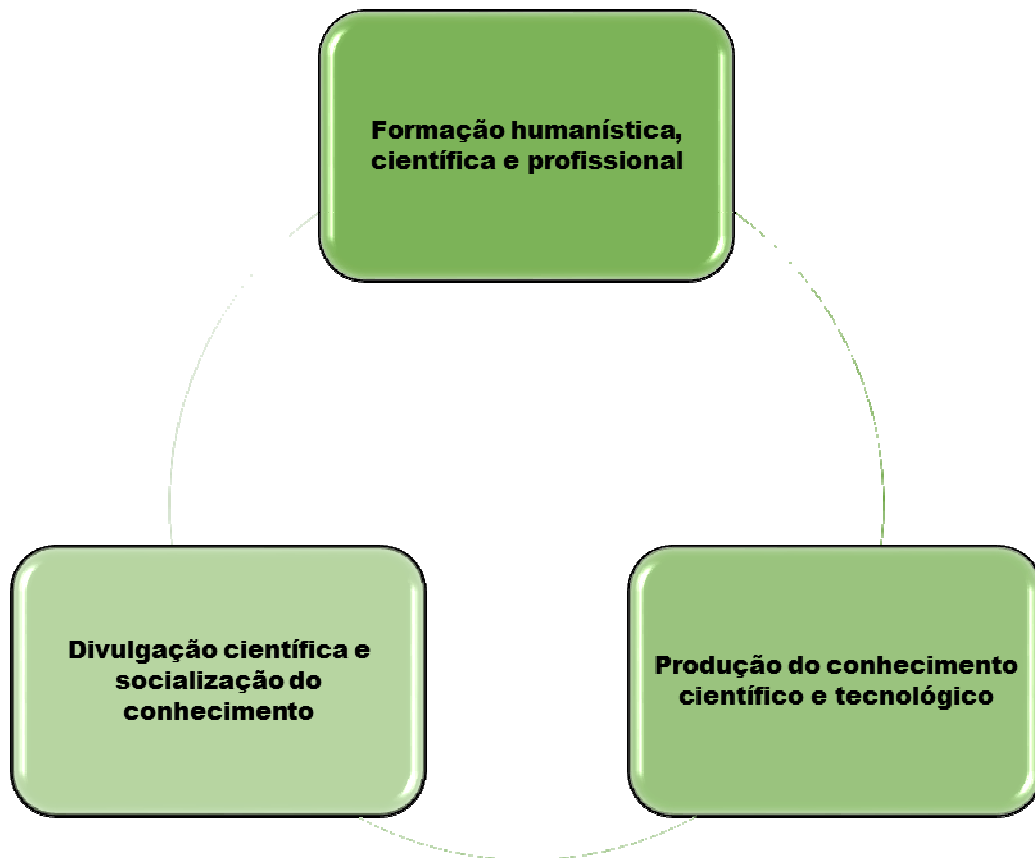 Formação humanística,
científica e profissional
Divulgação científica e
socialização do
conhecimento
Produção do conhecimento
científico e tecnológico